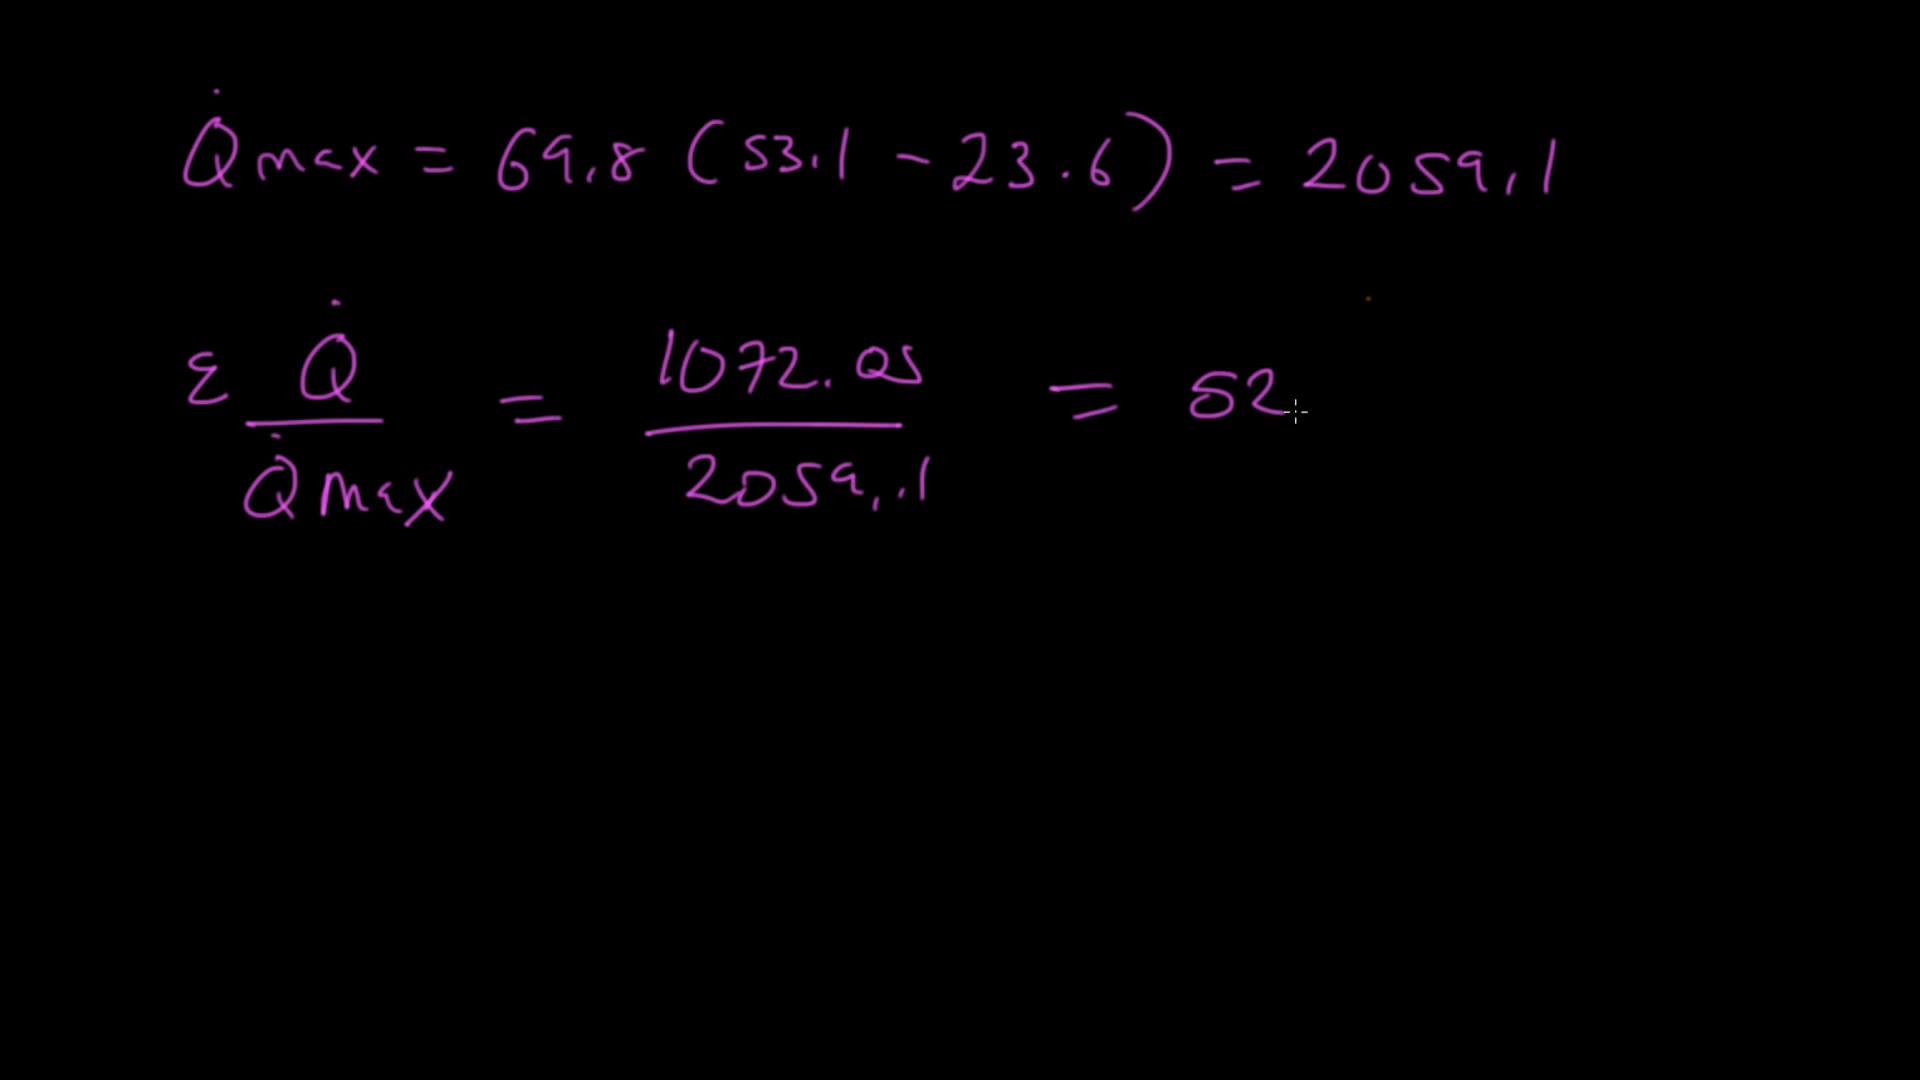 Q̇max = 69.8 (53.1 - 23.6) = 2059.1
ε Q̇/Q̇max = 1072.05/2059.1 = 52